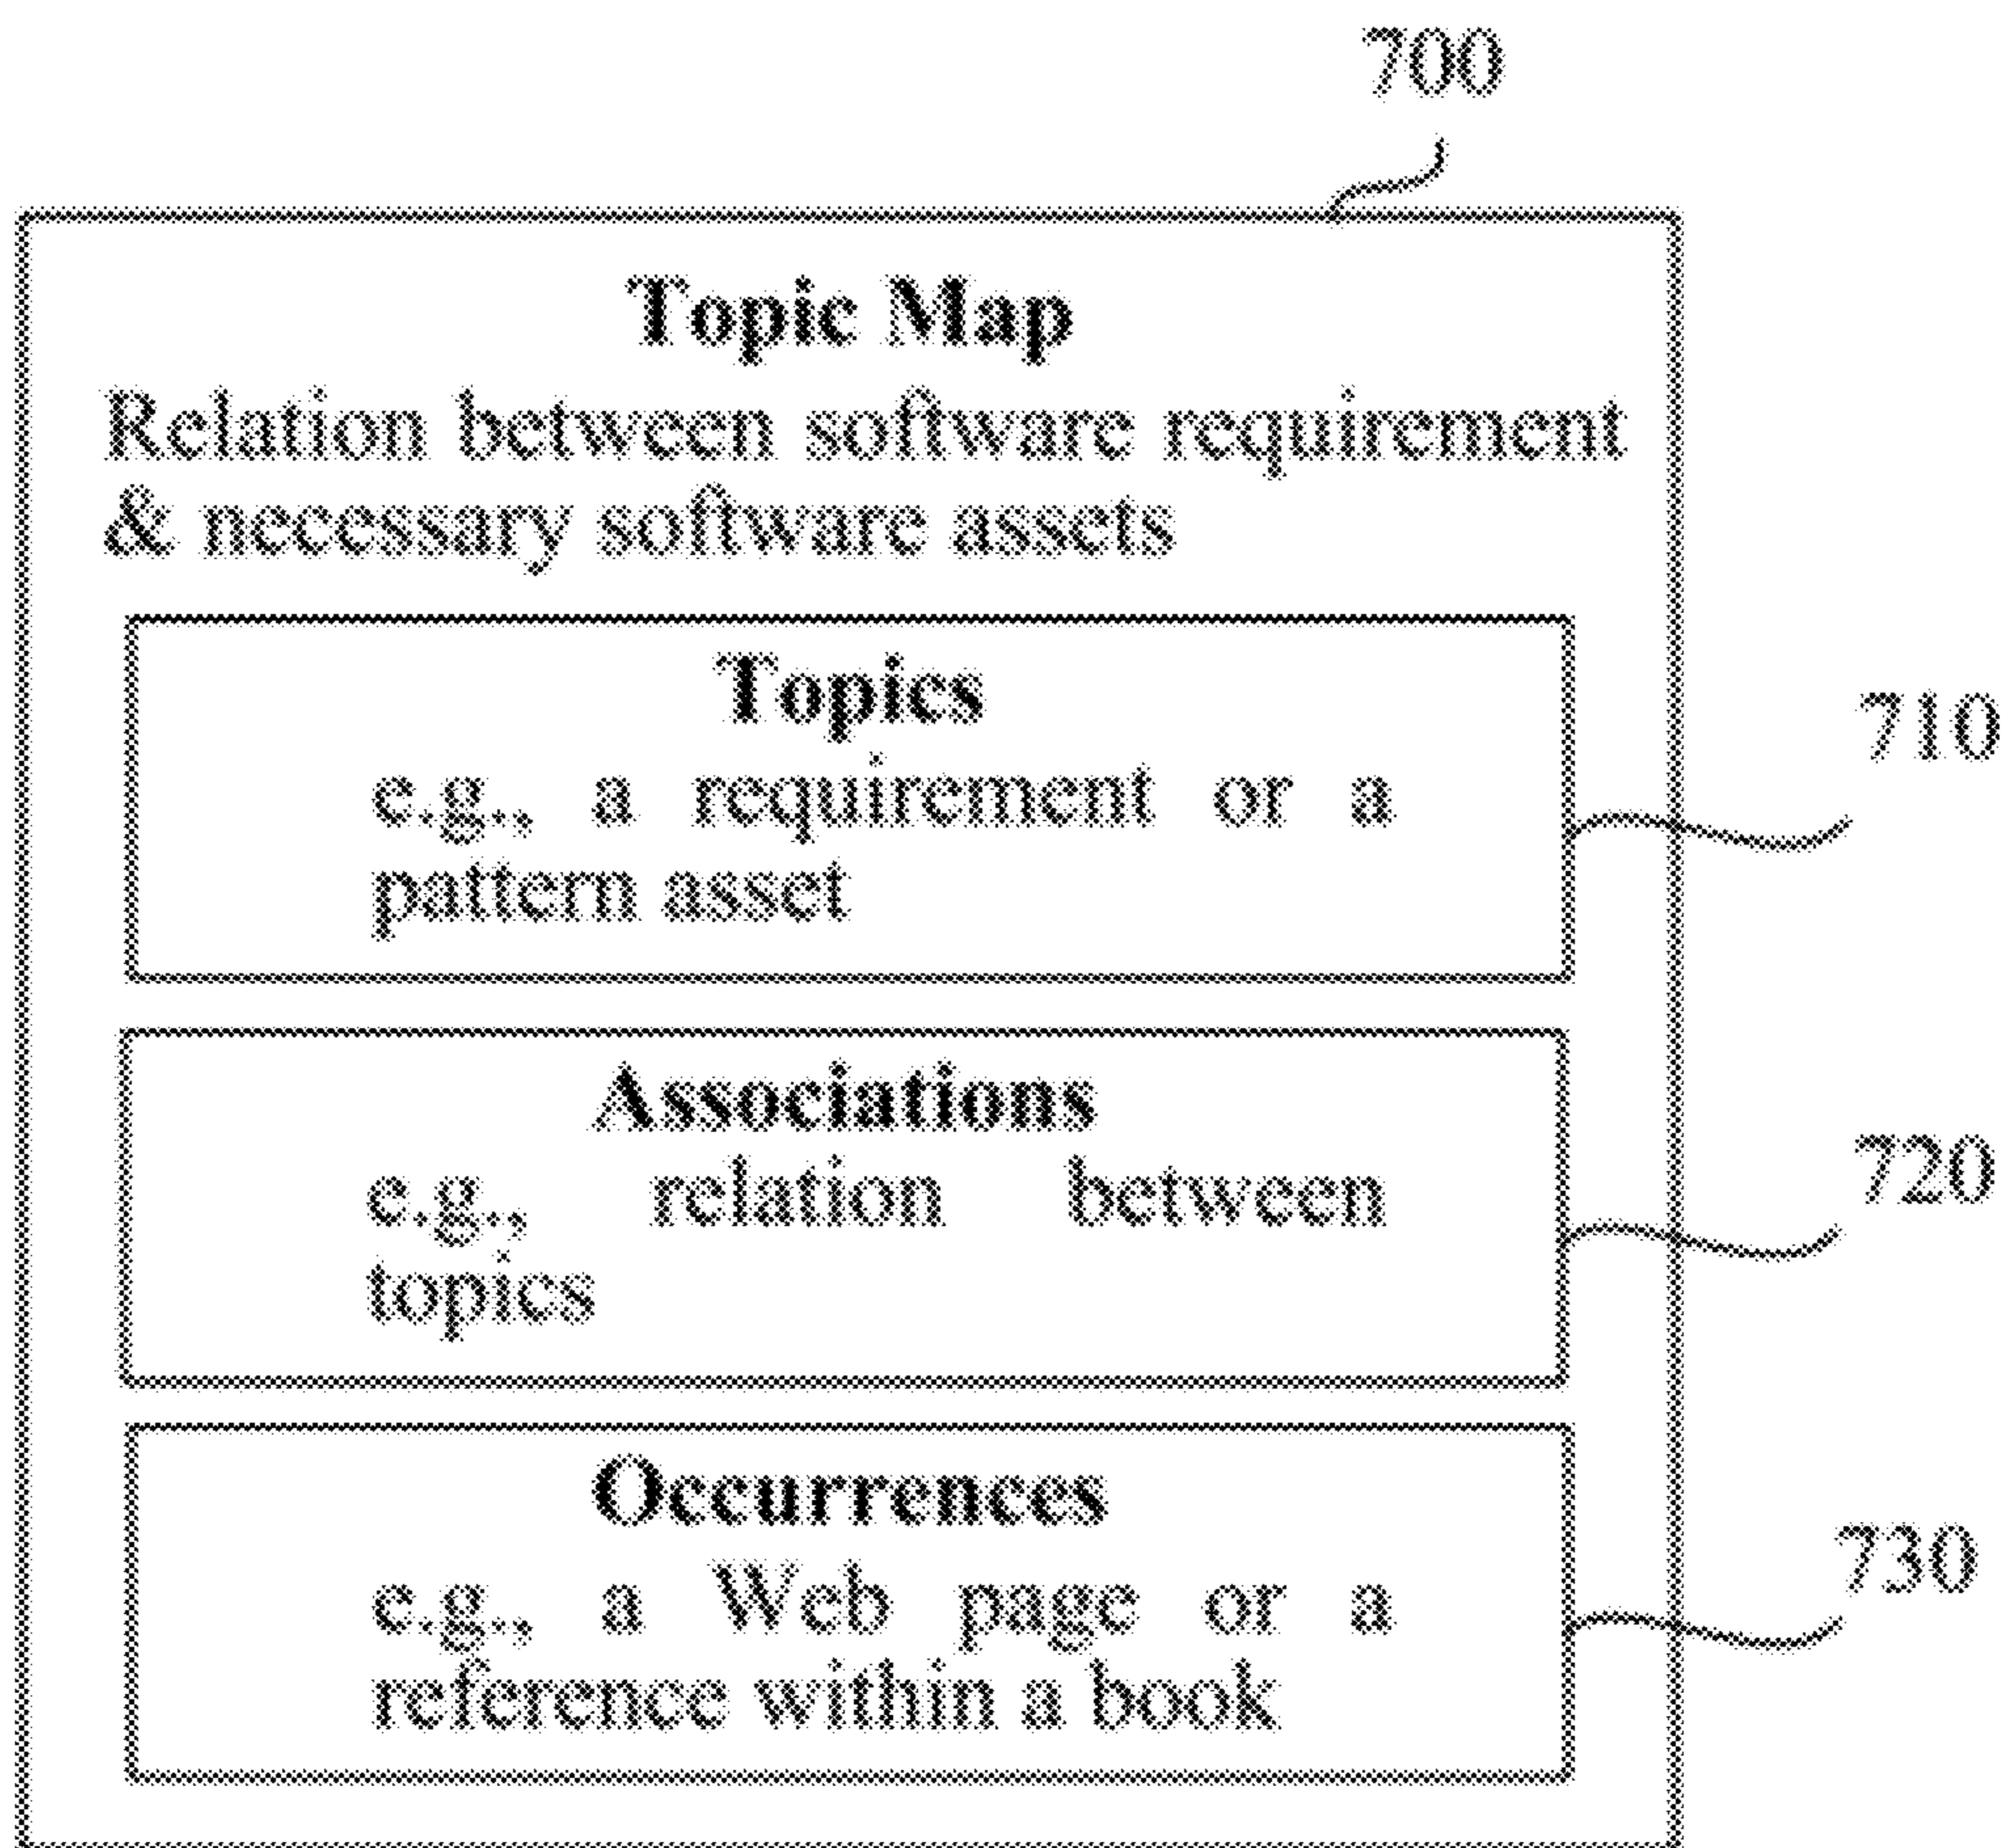 700
Topic Map
Relation between software requirement
& necessary software assets
Topics
e.g., a requirement or a
pattern asset
710
Associations
e.g., relation between
topics
720
Occurrences
e.g., a Web page or a
reference within a book
730